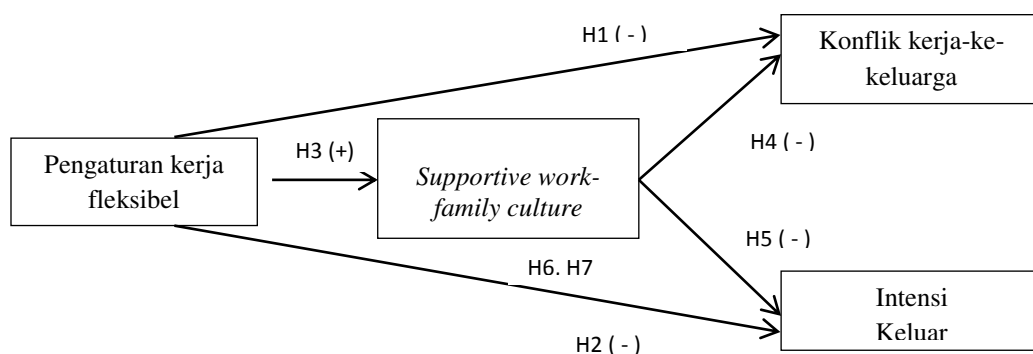 H1 ( - )
Konflik kerja-ke-
keluarga
Pengaturan kerja
fleksibel
H3 (+)
Supportive work-
family culture
H4 ( - )
H5 ( - )
H6. H7
H2 ( - )
Intensi
Keluar